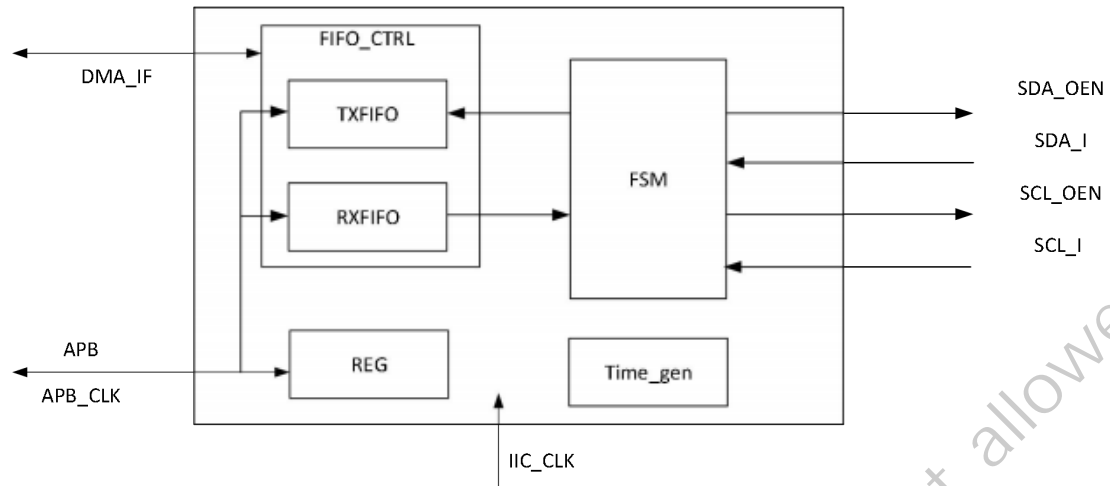 FIFO_CTRL
DMA_IF
TXFIFO
SDA_OEN
SDA_I
FSM
SCL_OEN
RXFIFO
SCL_I
APB
REG
Time_gen
APB_CLK
IIC_CLK